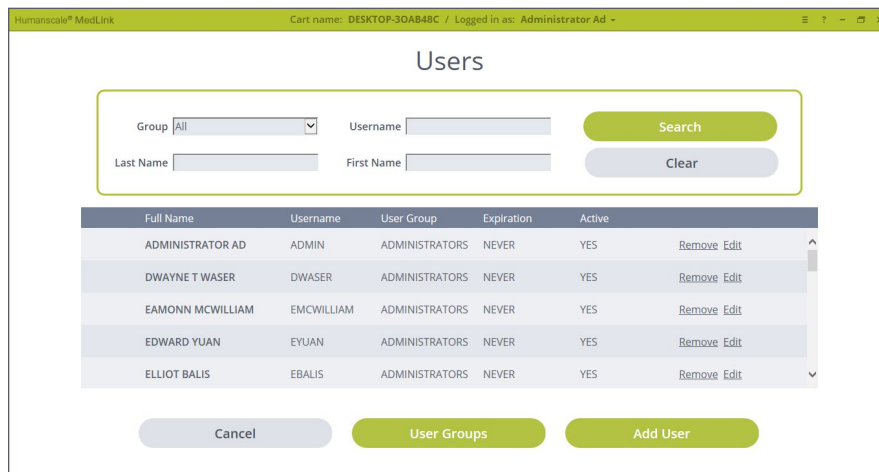 Humanscale® MedLink Cart name: DESKTOP-3OAB48C / Logged in as: Administrator Ad
Users
Group All Username Search
Last Name First Name Clear
Full Name Username User Group Expiration Active
ADMINISTRATOR AD ADMIN ADMINISTRATORS NEVER YES Remove Edit
DWAYNE T WASER DWASER ADMINISTRATORS NEVER YES Remove Edit
EAMONN MCWILLIAM EMCWILLIAM ADMINISTRATORS NEVER YES Remove Edit
EDWARD YUAN EYUAN ADMINISTRATORS NEVER YES Remove Edit
ELLIOT BALIS EBALIS ADMINISTRATORS NEVER YES Remove Edit
Cancel User Groups Add User